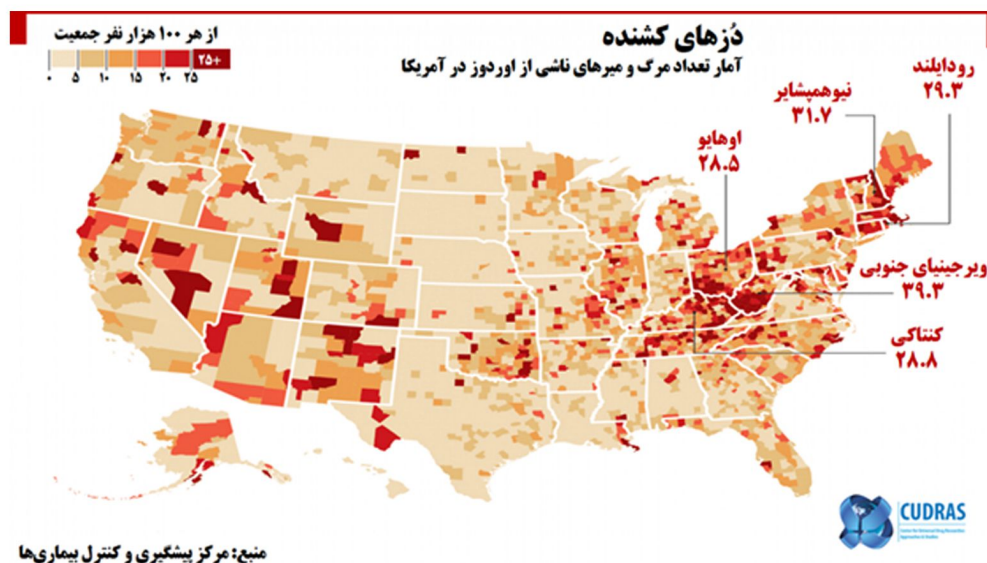 دُزهای کشنده
آمار تعداد مرگ و میرهای ناشی از اوردوز در آمریکا
از هر ۱۰۰ هزار نفر جمعیت
۰ ۵ ۱۰ ۱۵ ۲۰ ۲۵
۲۵+
رودایلند
۲۹.۳
نیوهمپشایر
۳۱.۷
اوهایو
۲۸.۵
ویرجینیای جنوبی
۳۹.۳
کنتاکی
۲۸.۸
CUDRAS
منبع: مرکز پیشگیری و کنترل بیماری‌ها